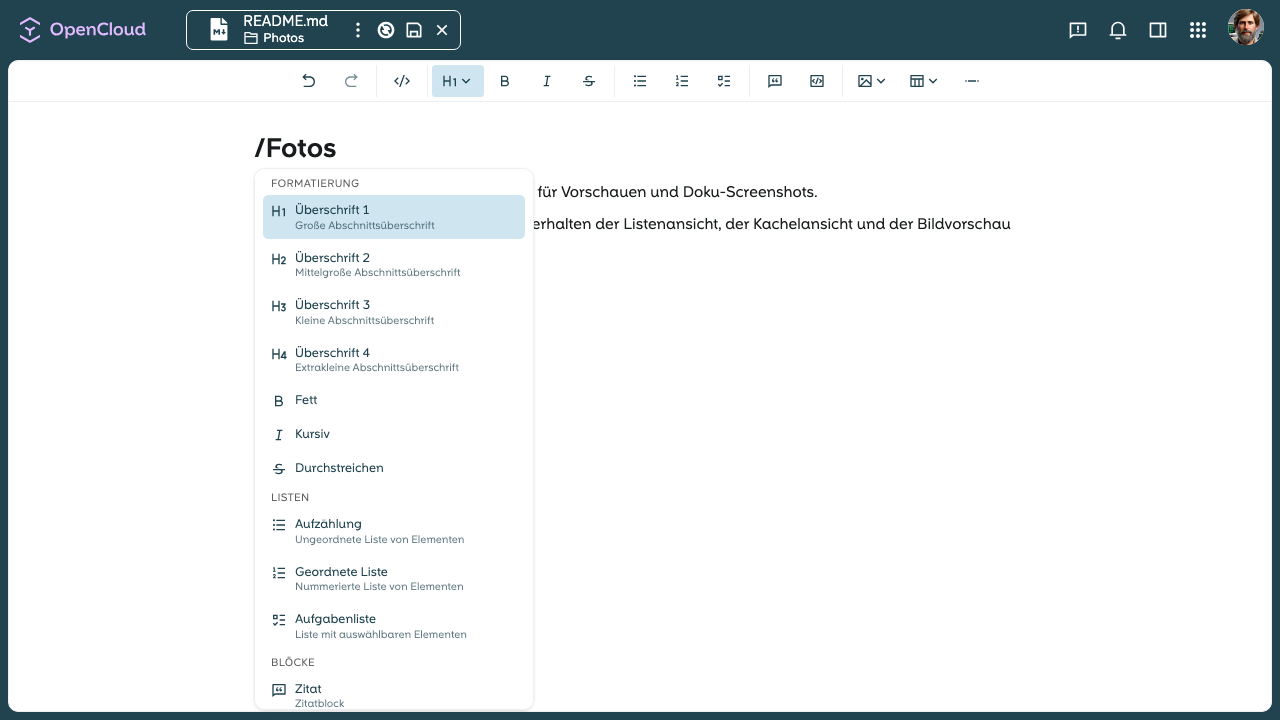 OpenCloud
README.md
Photos
H1
/Fotos
für Vorschauen und Doku-Screenshots.
erhalten der Listenansicht, der Kachelansicht und der Bildvorschau
FORMATIERUNG
H1 Überschrift 1
Große Abschnittsüberschrift
H2 Überschrift 2
Mittelgroße Abschnittsüberschrift
H3 Überschrift 3
Kleine Abschnittsüberschrift
H4 Überschrift 4
Extrakleine Abschnittsüberschrift
B Fett
I Kursiv
S Durchstreichen
LISTEN
Aufzählung
Ungeordnete Liste von Elementen
Geordnete Liste
Nummerierte Liste von Elementen
Aufgabenliste
Liste mit auswählbaren Elementen
BLÖCKE
Zitat
Zitatblock